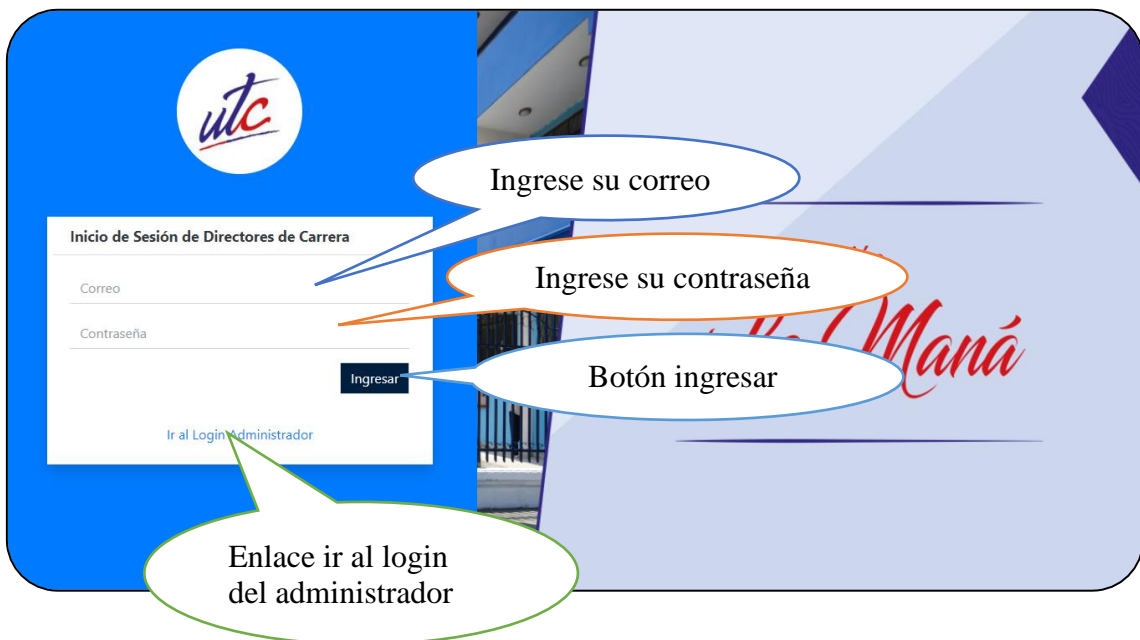 utc
Ingrese su correo
Inicio de Sesión de Directores de Carrera
Correo
Ingrese su contraseña
Contraseña
Maná
Ingresar
Botón ingresar
Ir al Login Administrador
Enlace ir al login
del administrador